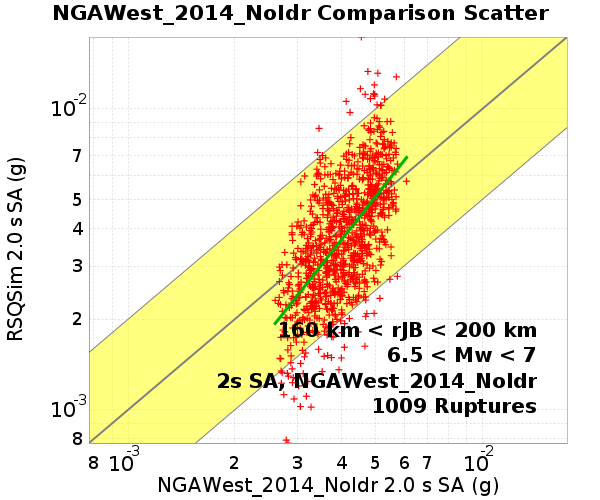 NGAWest_2014_NoIdr Comparison Scatter
RSQSim 2.0 s SA (g)
10-2
7
5
4
3
2
10-3
8
160 km < rJB < 200 km
6.5 < Mw < 7
2s SA, NGAWest_2014_NoIdr
1009 Ruptures
8 10-3 2 3 4 5 6 7 10-2
NGAWest_2014_NoIdr 2.0 s SA (g)